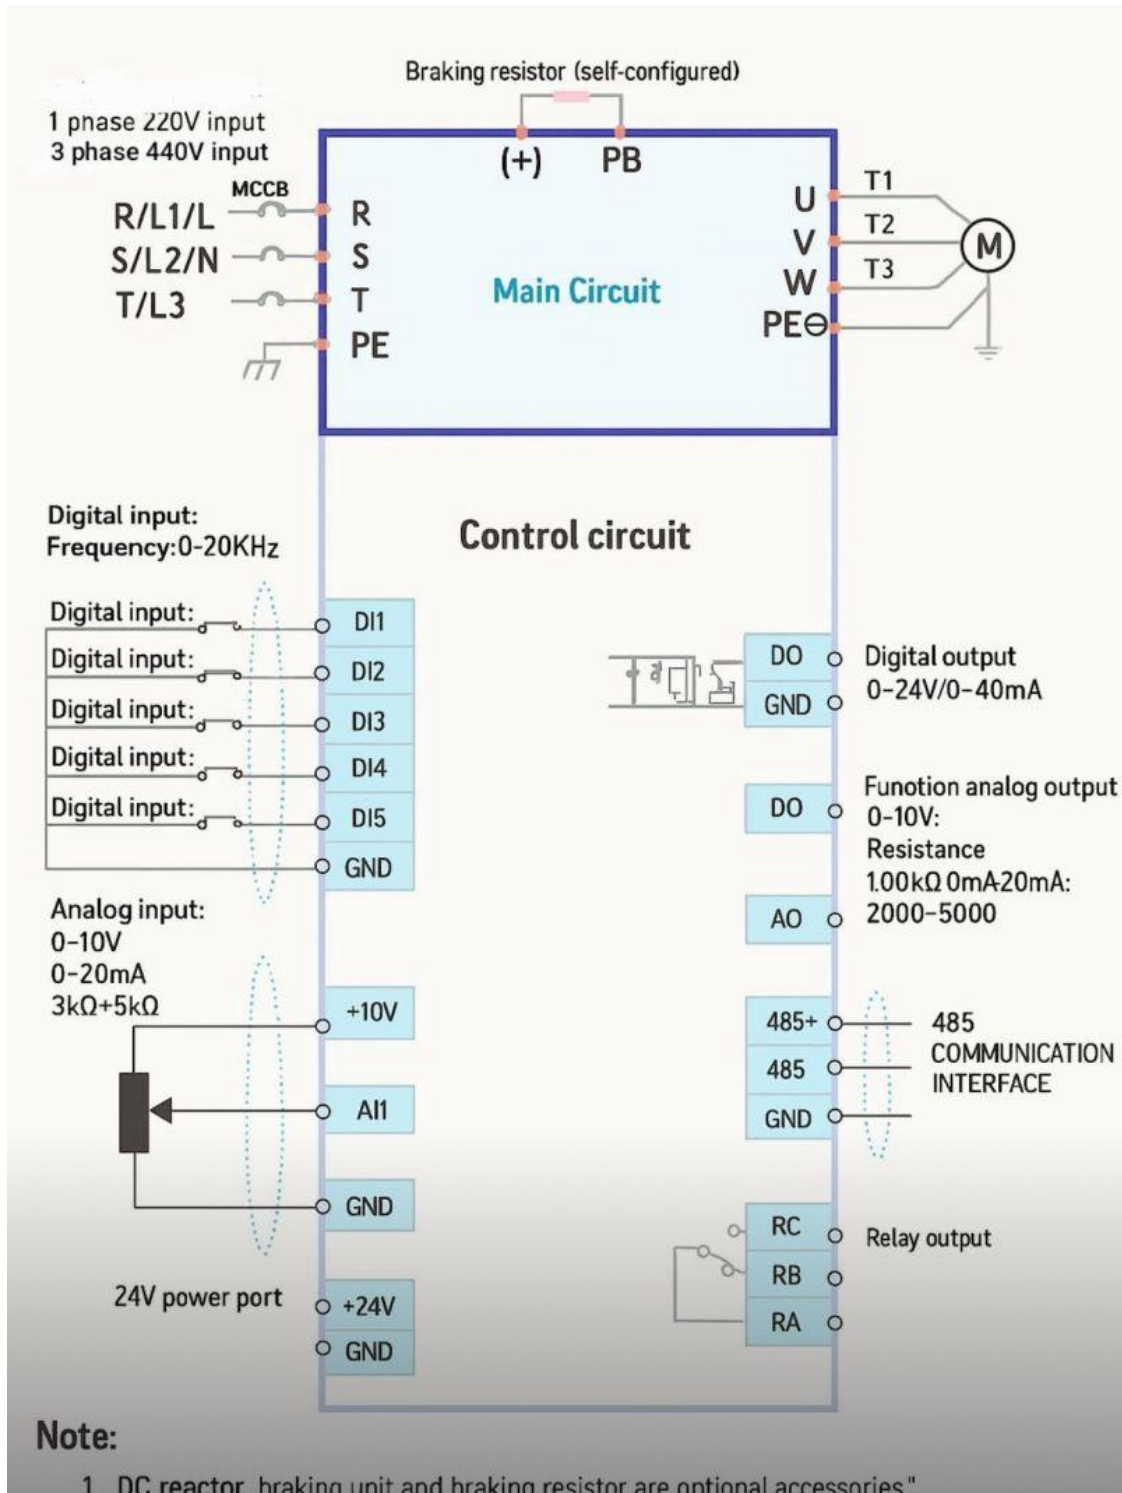 Braking resistor (self-configured)
1 phase 220V input
3 phase 440V input
(+)
PB
MCCB
R/L1/L
R
S/L2/N
S
T/L3
T
PE
Main Circuit
U
T1
V
T2
W
T3
PE
M
Digital input:
Frequency:0-20KHz
Control circuit
Digital input:
DI1
Digital input:
DI2
Digital input:
DI3
Digital input:
DI4
Digital input:
DI5
GND
DO
GND
Digital output
0-24V/0-40mA
DO
AO
Funotion analog output
0-10V:
Resistance
1.00kΩ 0mA-20mA:
2000-5000
Analog input:
0-10V
0-20mA
3kΩ+5kΩ
+10V
AI1
GND
485+
485
GND
485
COMMUNICATION
INTERFACE
24V power port
+24V
GND
RC
RB
RA
Relay output
Note:
1. DC reactor, braking unit and braking resistor are optional accessories."